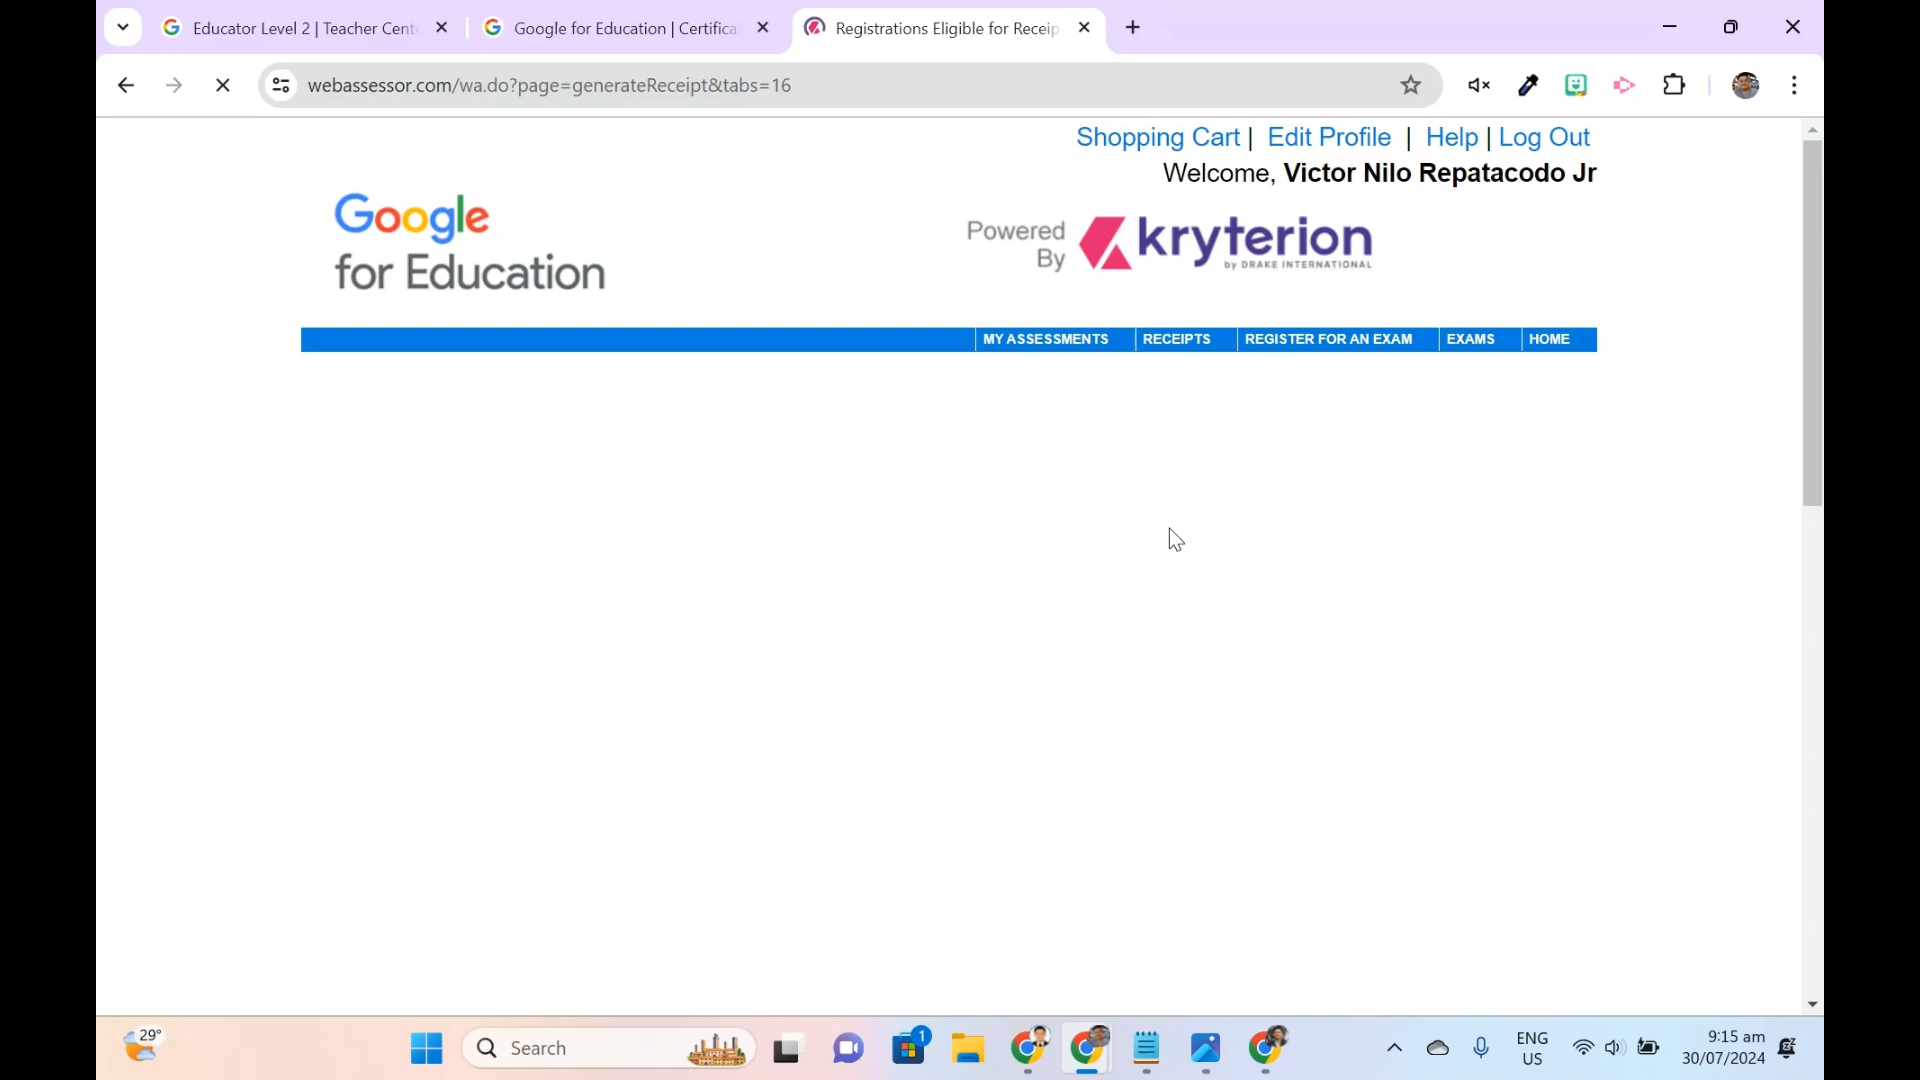 Educator Level 2 | Teacher Cent
Google for Education | Certifica
Registrations Eligible for Receip
webassessor.com/wa.do?page=generateReceipt&tabs=16
Shopping Cart | Edit Profile | Help | Log Out
Welcome, Victor Nilo Repatacodo Jr
Google
for Education
Powered
By
kryterion
by DRAKE INTERNATIONAL
MY ASSESSMENTS
RECEIPTS
REGISTER FOR AN EXAM
EXAMS
HOME
29°
Search
1
ENG
US
9:15 am
30/07/2024